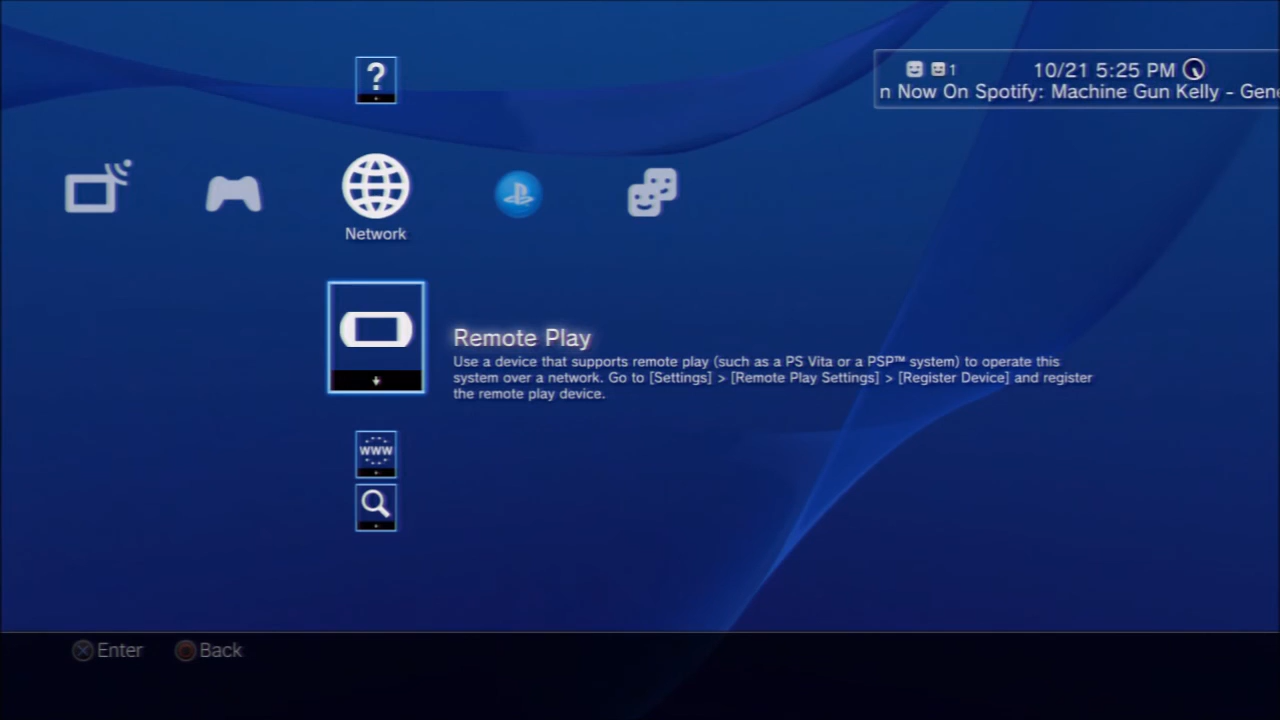 ?
1
10/21 5:25 PM
n Now On Spotify: Machine Gun Kelly - Gene
Network
Remote Play
Use a device that supports remote play (such as a PS Vita or a PSP™ system) to operate this
system over a network. Go to [Settings] > [Remote Play Settings] > [Register Device] and register
the remote play device.
WWW
Enter Back